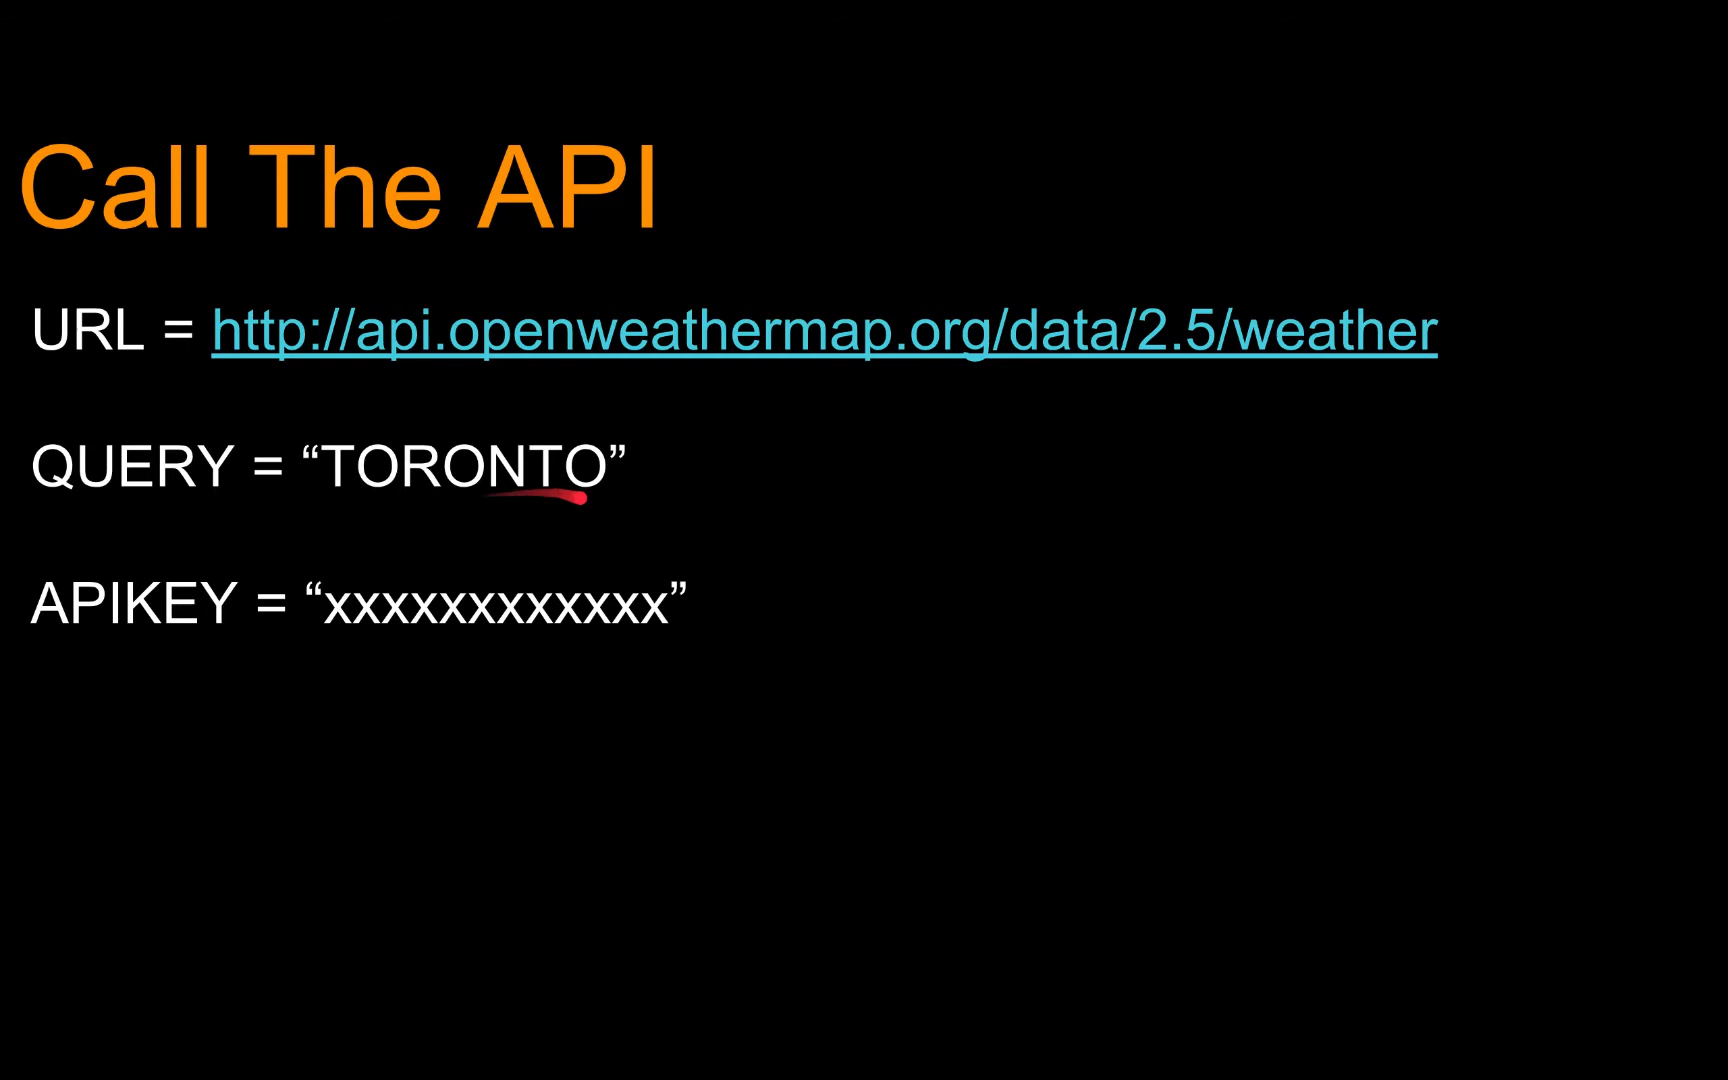 Call The API
URL = http://api.openweathermap.org/data/2.5/weather
QUERY = “TORONTO”
APIKEY = “xxxxxxxxxxxx”